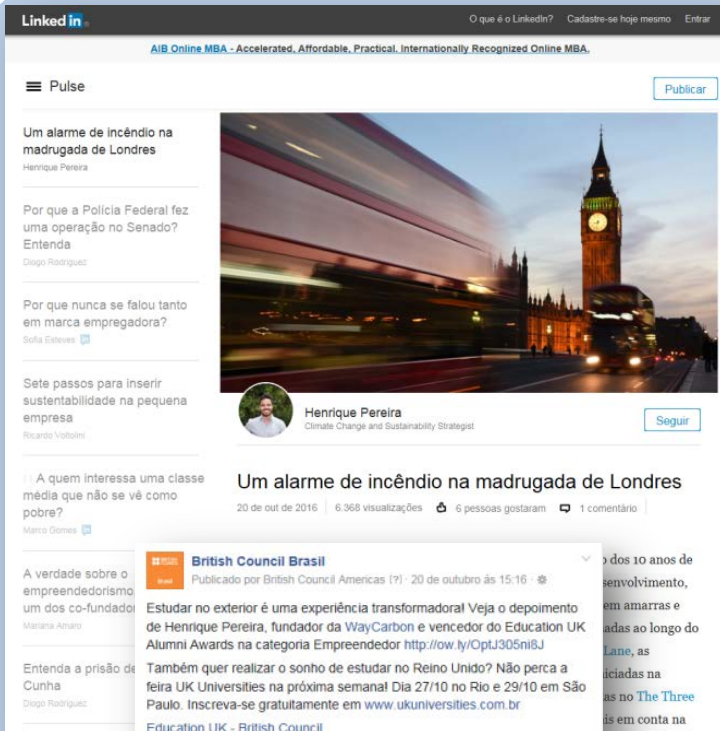 Linked in
O que é o LinkedIn? Cadastre-se hoje mesmo Entrar
AIB Online MBA - Accelerated, Affordable, Practical, Internationally Recognized Online MBA.
Pulse
Publicar
Um alarme de incêndio na
madrugada de Londres
Henrique Pereira
Por que a Polícia Federal fez
uma operação no Senado?
Entenda
Diogo Rodriguez
Por que nunca se falou tanto
em marca empregadora?
Sofia Esteves in
Sete passos para inserir
sustentabilidade na pequena
empresa
Ricardo Voltolini
A quem interessa uma classe
média que não se vê como
pobre?
Marco Gomes in
A verdade sobre o
empreendedorismo
um dos co-fundador
Mariana Amaro
Entenda a prisão de
Cunha
Diogo Rodriguez
Henrique Pereira
Climate Change and Sustainability Strategist
Seguir
Um alarme de incêndio na madrugada de Londres
20 de out de 2016 6.368 visualizações 6 pessoas gostaram 1 comentário
British Council Brasil
Publicado por British Council Americas [?] · 20 de outubro às 15:16 ·
Estudar no exterior é uma experiência transformadora! Veja o depoimento
de Henrique Pereira, fundador da WayCarbon e vencedor do Education UK
Alumni Awards na categoria Empreendedor http://ow.ly/OptJ305ni8J
Também quer realizar o sonho de estudar no Reino Unido? Não perca a
feira UK Universities na próxima semana! Dia 27/10 no Rio e 29/10 em São
Paulo. Inscreva-se gratuitamente em www.ukuniversities.com.br
Education UK - British Council
dos 10 anos de
senvolvimento,
em amarras e
adas ao longo do
Lane, as
iciadas na
as no The Three
is em conta na